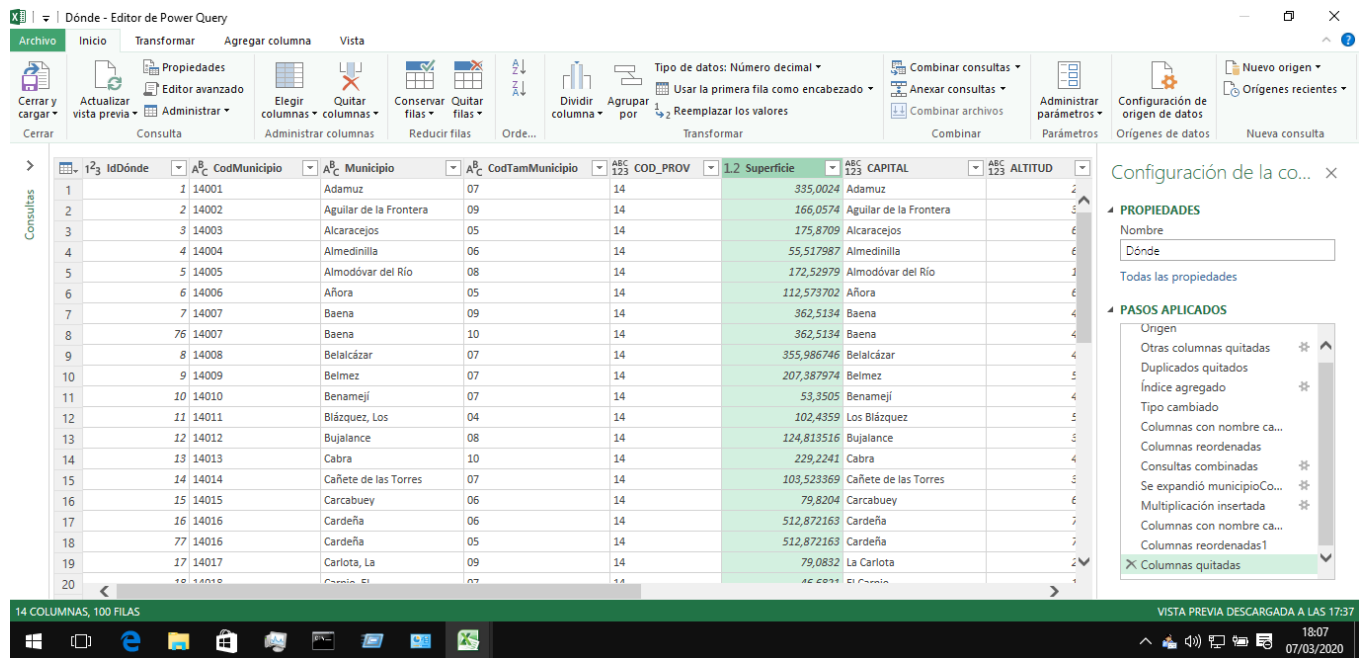 Dónde - Editor de Power Query
Archivo Inicio Transformar Agregar columna Vista
Cerrar y cargar
Cerrar
Actualizar vista previa
Propiedades
Editor avanzado
Administrar
Consulta
Elegir columnas
Quitar columnas
Administrar columnas
Conservar filas
Quitar filas
Reducir filas
Orde...
Dividir columna
Agrupar por
Tipo de datos: Número decimal
Usar la primera fila como encabezado
Reemplazar los valores
Transformar
Combinar consultas
Anexar consultas
Combinar archivos
Combinar
Administrar parámetros
Parámetros
Configuración de origen de datos
Orígenes de datos
Nuevo origen
Orígenes recientes
Nueva consulta
Consultas
IdDónde CodMunicipio Municipio CodTamMunicipio COD_PROV 1.2 Superficie CAPITAL ALTITUD
1 1 14001 Adamuz 07 14 335,0024 Adamuz
2 2 14002 Aguilar de la Frontera 09 14 166,0574 Aguilar de la Frontera
3 3 14003 Alcaracejos 05 14 175,8709 Alcaracejos
4 4 14004 Almedinilla 06 14 55,517987 Almedinilla
5 5 14005 Almodóvar del Río 08 14 172,52979 Almodóvar del Río
6 6 14006 Añora 05 14 112,573702 Añora
7 7 14007 Baena 09 14 362,5134 Baena
8 76 14007 Baena 10 14 362,5134 Baena
9 8 14008 Belalcázar 07 14 355,986746 Belalcázar
10 9 14009 Belmez 07 14 207,387974 Belmez
11 10 14010 Benamejí 07 14 53,3505 Benamejí
12 11 14011 Blázquez, Los 04 14 102,4359 Los Blázquez
13 12 14012 Bujalance 08 14 124,813516 Bujalance
14 13 14013 Cabra 10 14 229,2241 Cabra
15 14 14014 Cañete de las Torres 07 14 103,523369 Cañete de las Torres
16 15 14015 Carcabuey 06 14 79,8204 Carcabuey
17 16 14016 Cardeña 06 14 512,872163 Cardeña
18 77 14016 Cardeña 05 14 512,872163 Cardeña
19 17 14017 Carlota, La 09 14 79,0832 La Carlota
20 18 14018 Carpio, El 07 14 46,6821 El Carpio
Configuración de la co...
PROPIEDADES
Nombre
Dónde
Todas las propiedades
PASOS APLICADOS
Origen
Otras columnas quitadas
Duplicados quitados
Índice agregado
Tipo cambiado
Columnas con nombre ca...
Columnas reordenadas
Consultas combinadas
Se expandió municipioCo...
Multiplicación insertada
Columnas con nombre ca...
Columnas reordenadas1
Columnas quitadas
14 COLUMNAS, 100 FILAS
VISTA PREVIA DESCARGADA A LAS 17:37
18:07
07/03/2020